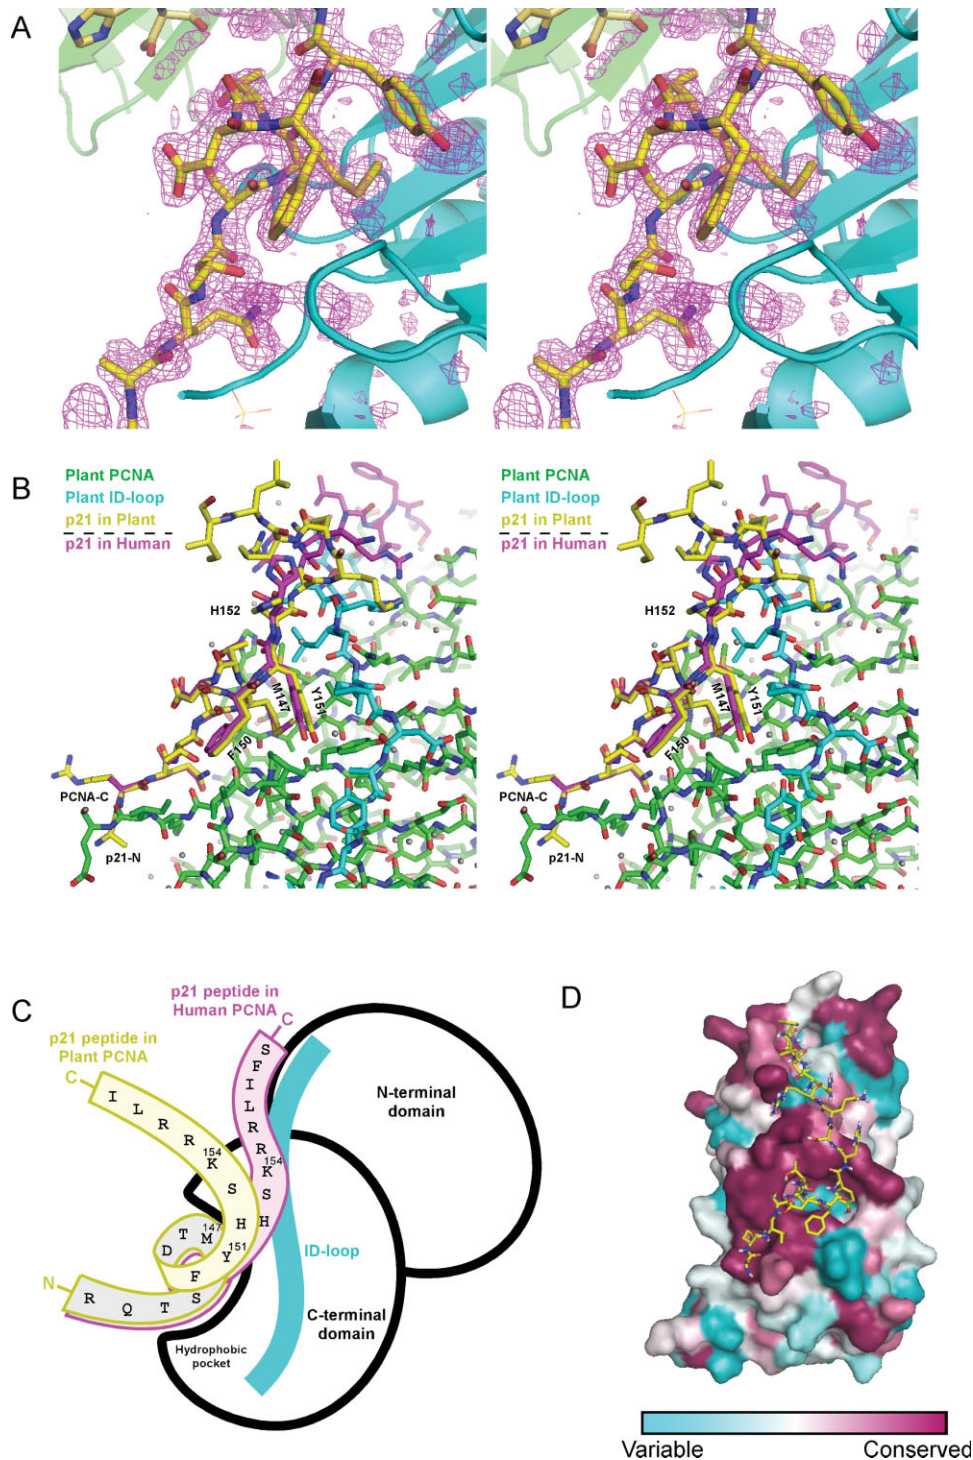 A
B
Plant PCNA
Plant ID-loop
p21 in Plant
p21 in Human
H152
M147
Y151
F150
PCNA-C
p21-N
Plant PCNA
Plant ID-loop
p21 in Plant
p21 in Human
H152
M147
Y151
F150
PCNA-C
p21-N
C
p21 peptide in
Human PCNA
C
p21 peptide in
Plant PCNA
C
I L R R K 154 S H Y 151 F
S F I L R R K 154 S H
D T M 147
N
R Q T S
N-terminal
domain
ID-loop
C-terminal
domain
Hydrophobic
pocket
D
Variable Conserved